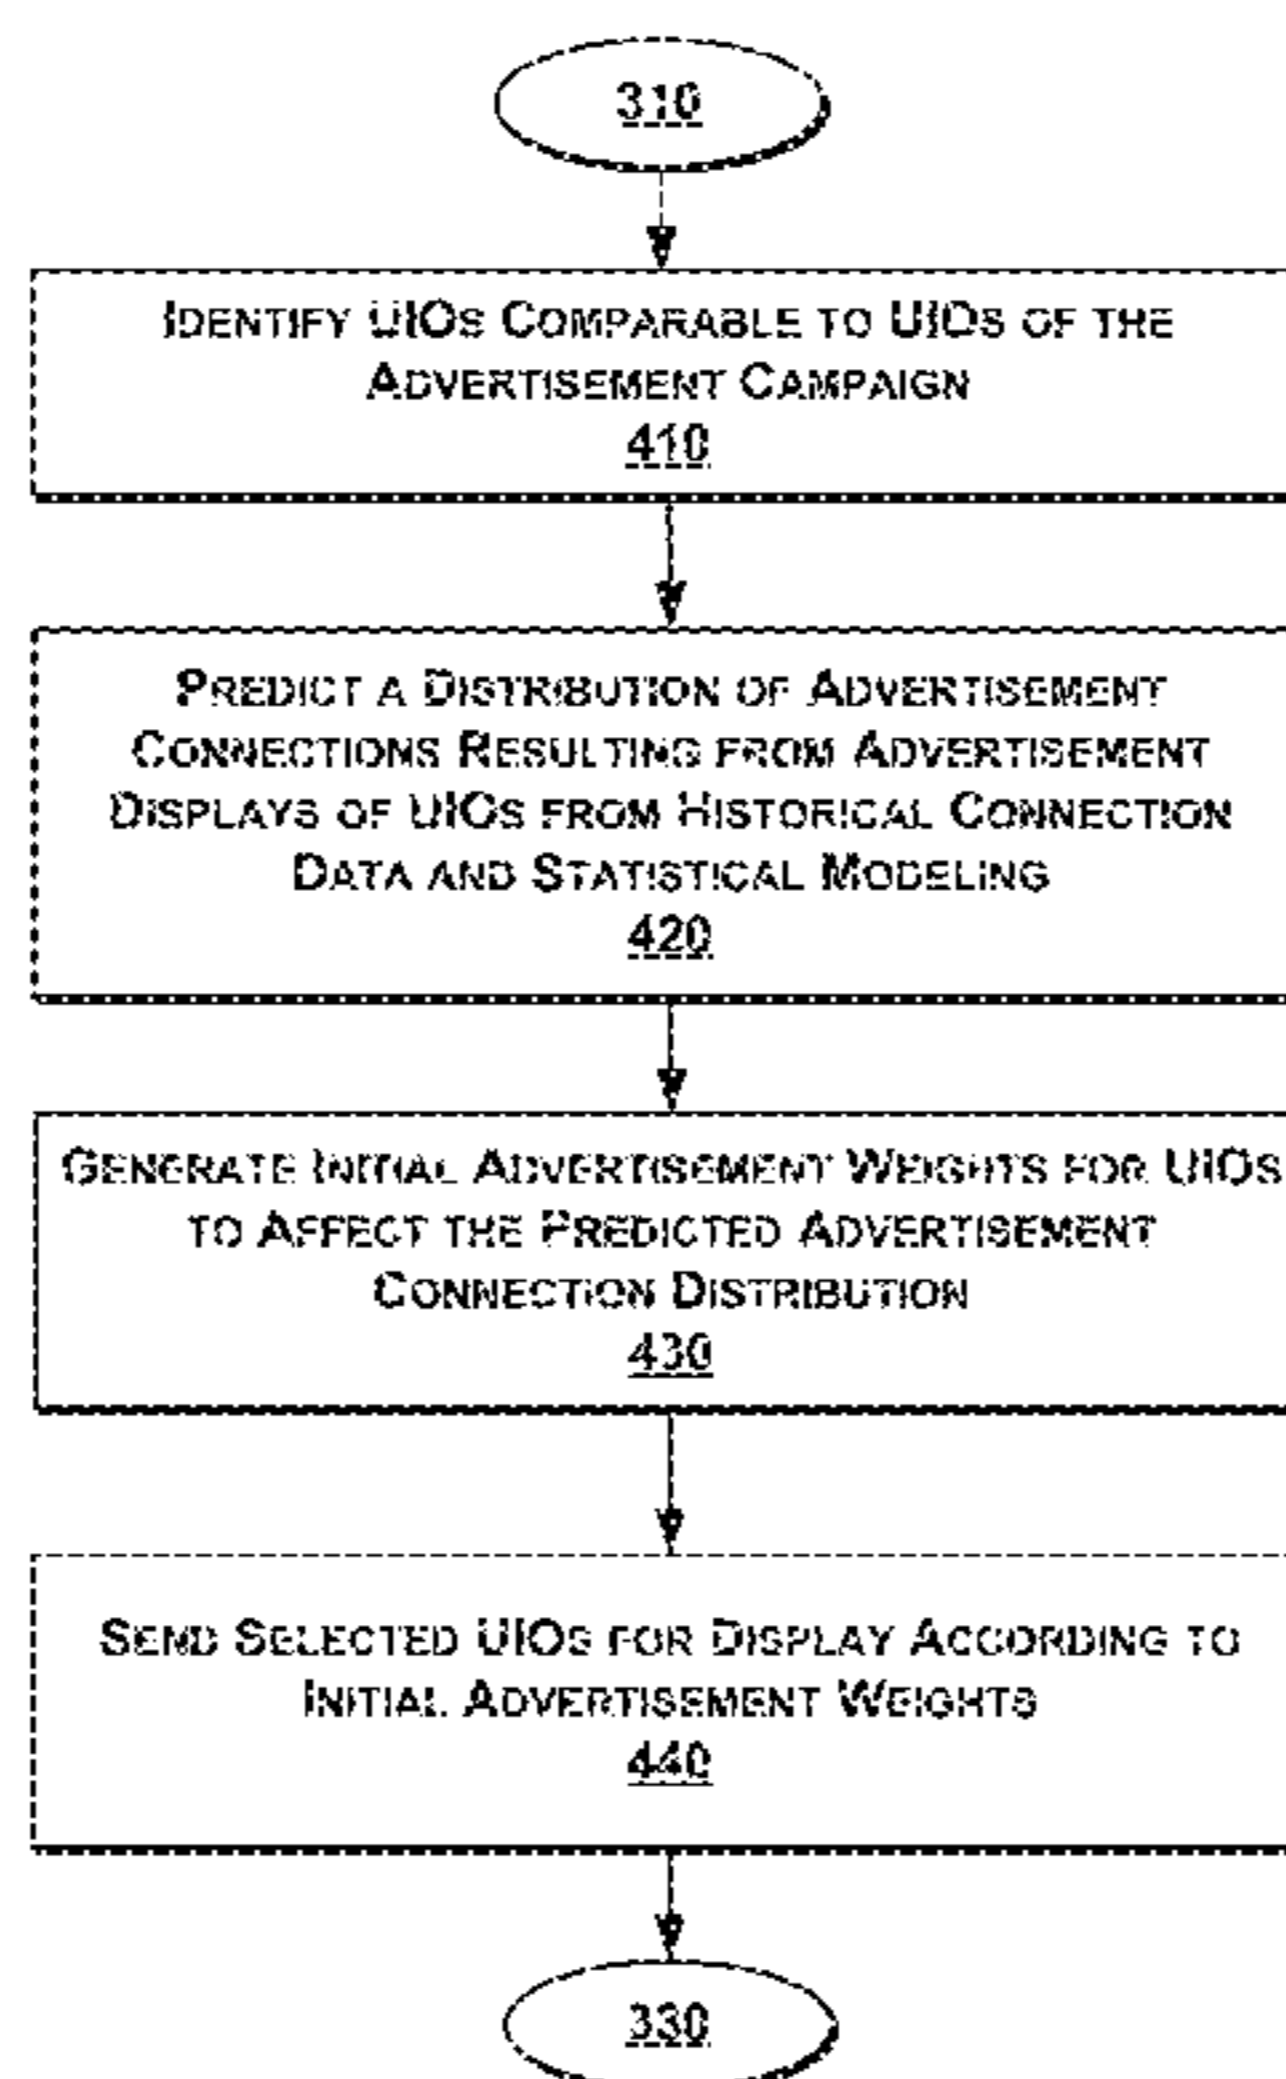 310
IDENTIFY UIOS COMPARABLE TO UIOS OF THE
ADVERTISEMENT CAMPAIGN
410
PREDICT A DISTRIBUTION OF ADVERTISEMENT
CONNECTIONS RESULTING FROM ADVERTISEMENT
DISPLAYS OF UIOS FROM HISTORICAL CONNECTION
DATA AND STATISTICAL MODELING
420
GENERATE INITIAL ADVERTISEMENT WEIGHTS FOR UIOS
TO AFFECT THE PREDICTED ADVERTISEMENT
CONNECTION DISTRIBUTION
430
SEND SELECTED UIOS FOR DISPLAY ACCORDING TO
INITIAL ADVERTISEMENT WEIGHTS
440
330